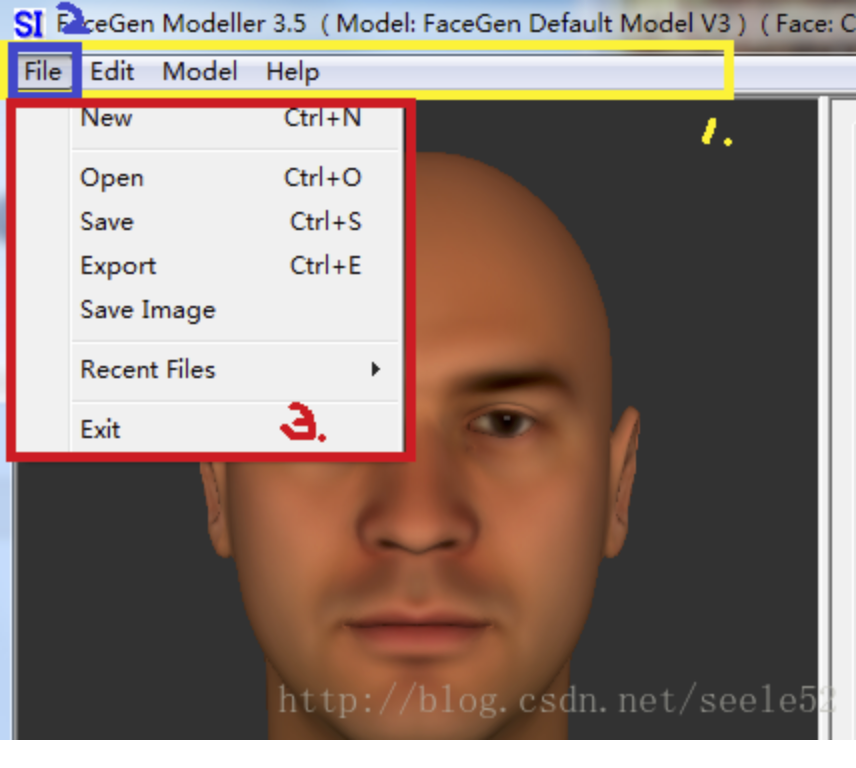 SI FaceGen Modeller 3.5 ( Model: FaceGen Default Model V3 ) ( Face: C
2
File Edit Model Help
1.
New Ctrl+N
Open Ctrl+O
Save Ctrl+S
Export Ctrl+E
Save Image
Recent Files
Exit
3.
http://blog.csdn.net/seele52